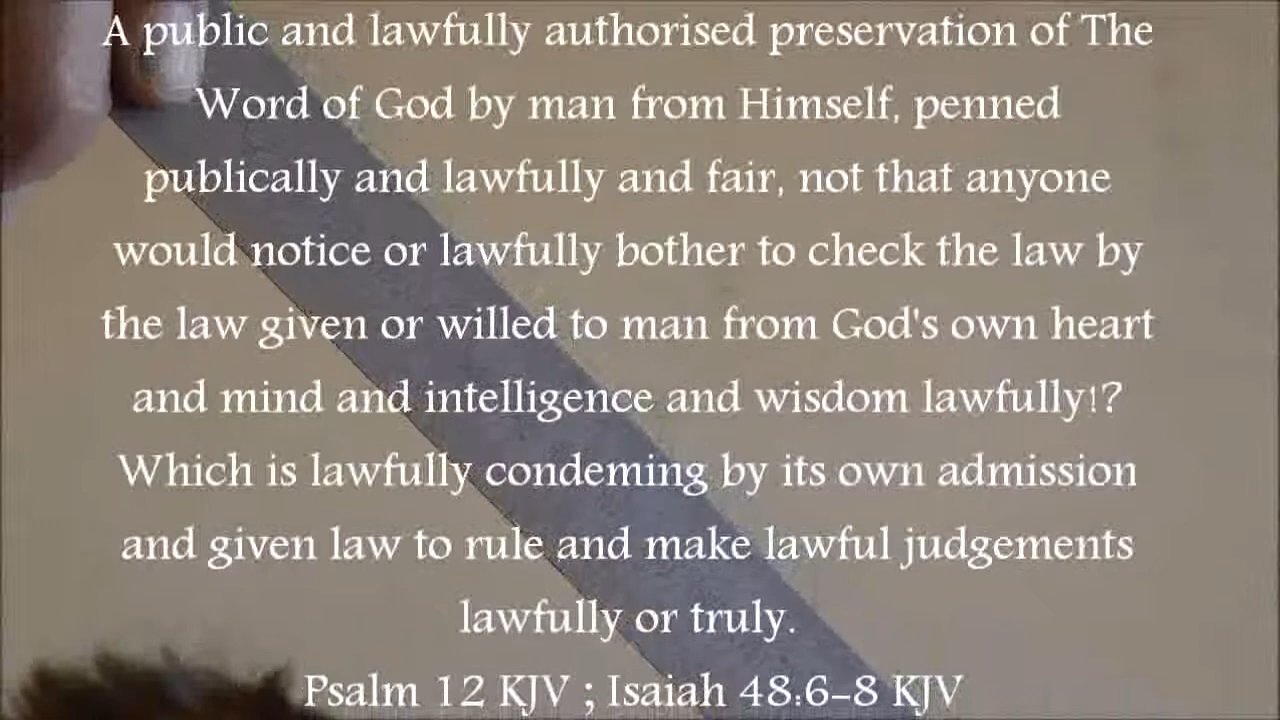 A public and lawfully authorised preservation of The
Word of God by man from Himself, penned
publically and lawfully and fair, not that anyone
would notice or lawfully bother to check the law by
the law given or willed to man from God's own heart
and mind and intelligence and wisdom lawfully!?
Which is lawfully condeming by its own admission
and given law to rule and make lawful judgements
lawfully or truly.
Psalm 12 KJV ; Isaiah 48:6-8 KJV